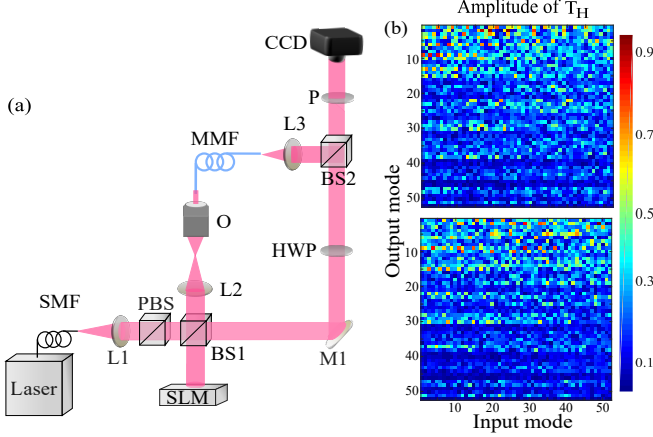 (a)
CCD
P
L3
MMF
BS2
O
HWP
L2
SMF
PBS
L1
BS1
M1
Laser
SLM
(b)
Amplitude of T_H
10
20
30
40
50
10
20
30
40
50
Output mode
10 20 30 40 50
Input mode
0.9
0.7
0.5
0.3
0.1